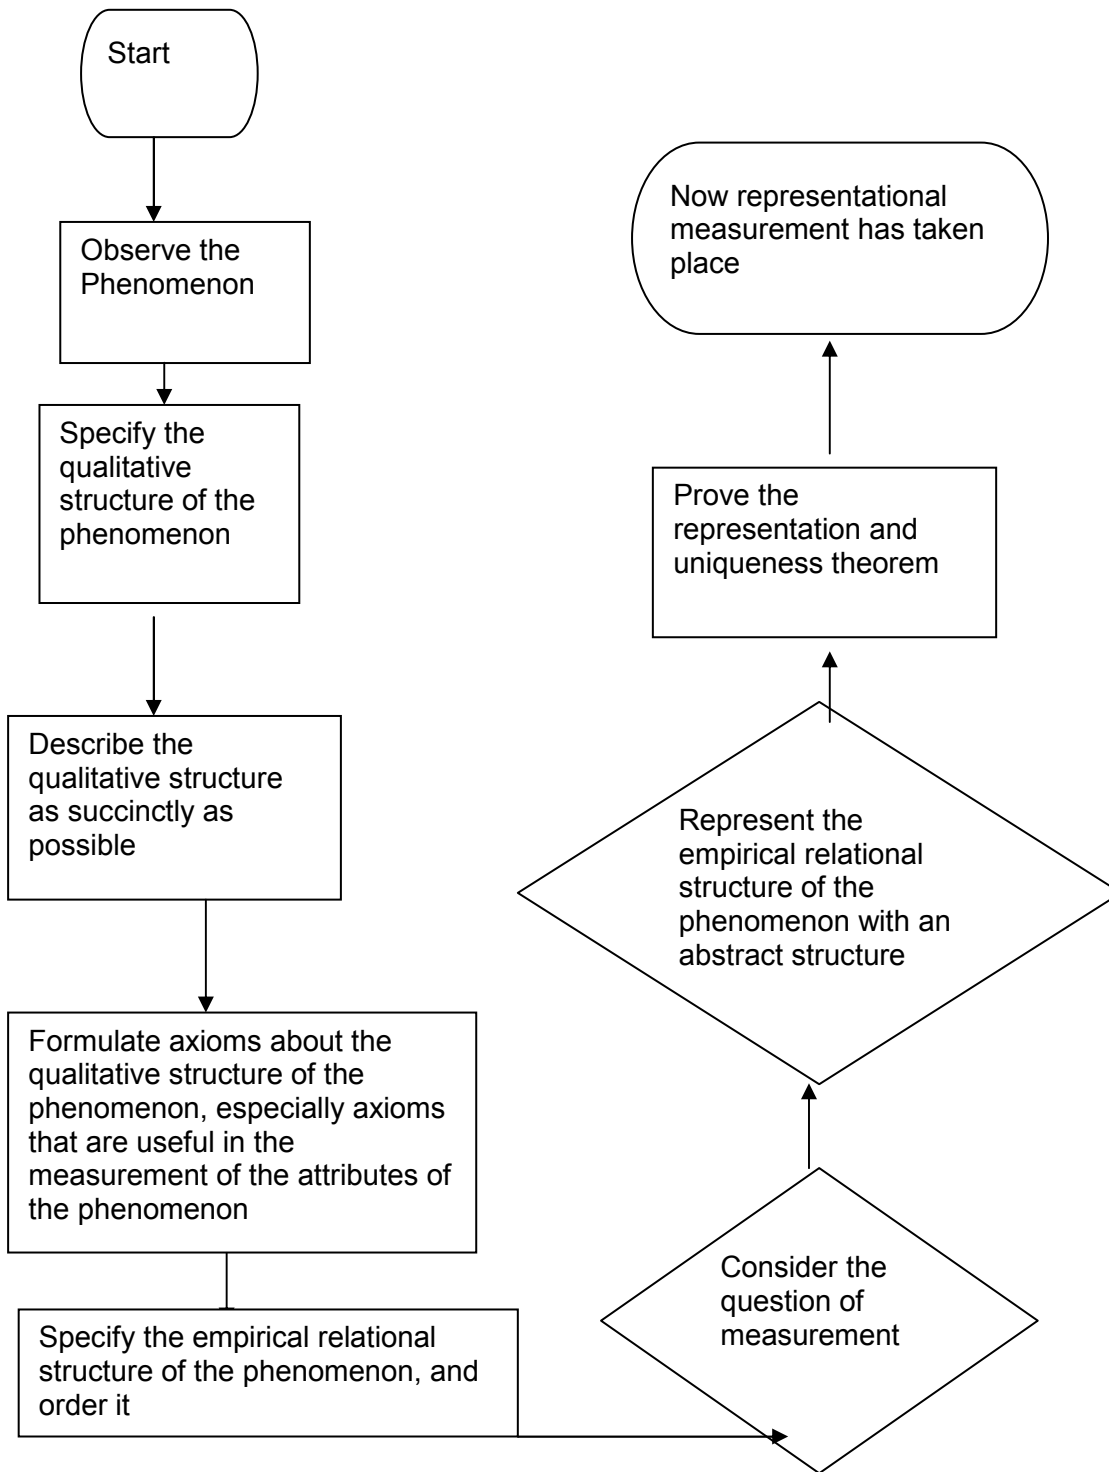 Start
Observe the
Phenomenon
Specify the
qualitative
structure of the
phenomenon
Describe the
qualitative structure
as succinctly as
possible
Formulate axioms about the
qualitative structure of the
phenomenon, especially axioms
that are useful in the
measurement of the attributes of
the phenomenon
Specify the empirical relational
structure of the phenomenon, and
order it
Consider the
question of
measurement
Represent the
empirical relational
structure of the
phenomenon with an
abstract structure
Prove the
representation and
uniqueness theorem
Now representational
measurement has taken
place